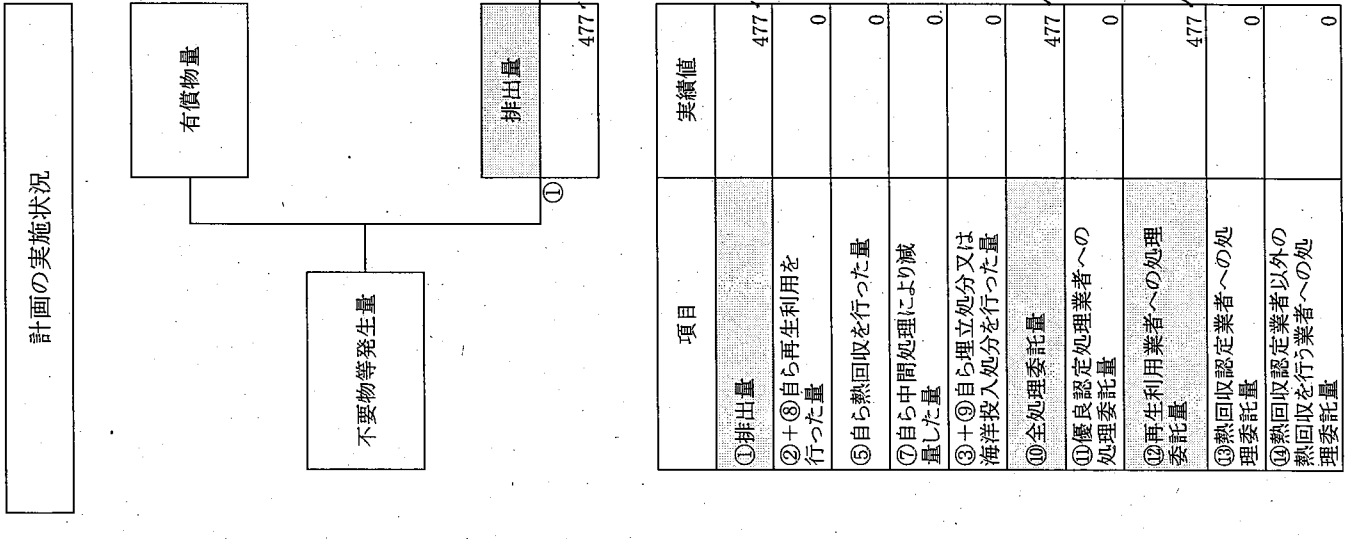 計画の実施状況
有償物量
不要物等発生量
排出量
①
477
項目
実績値
①排出量
477
②+⑧自ら再生利用を
行った量
0
⑤自ら熱回収を行った量
0
⑦自ら中間処理により減
量した量
0
③+⑨自ら埋立処分又は
海洋投入処分を行った量
0
⑩全処理委託量
477
⑪優良認定処理業者への
処理委託量
0
⑫再生利用業者への処理
委託量
477
⑬熱回収認定業者への処
理委託量
0
⑭熱回収認定業者以外の
熱回収を行う業者への処
理委託量
0